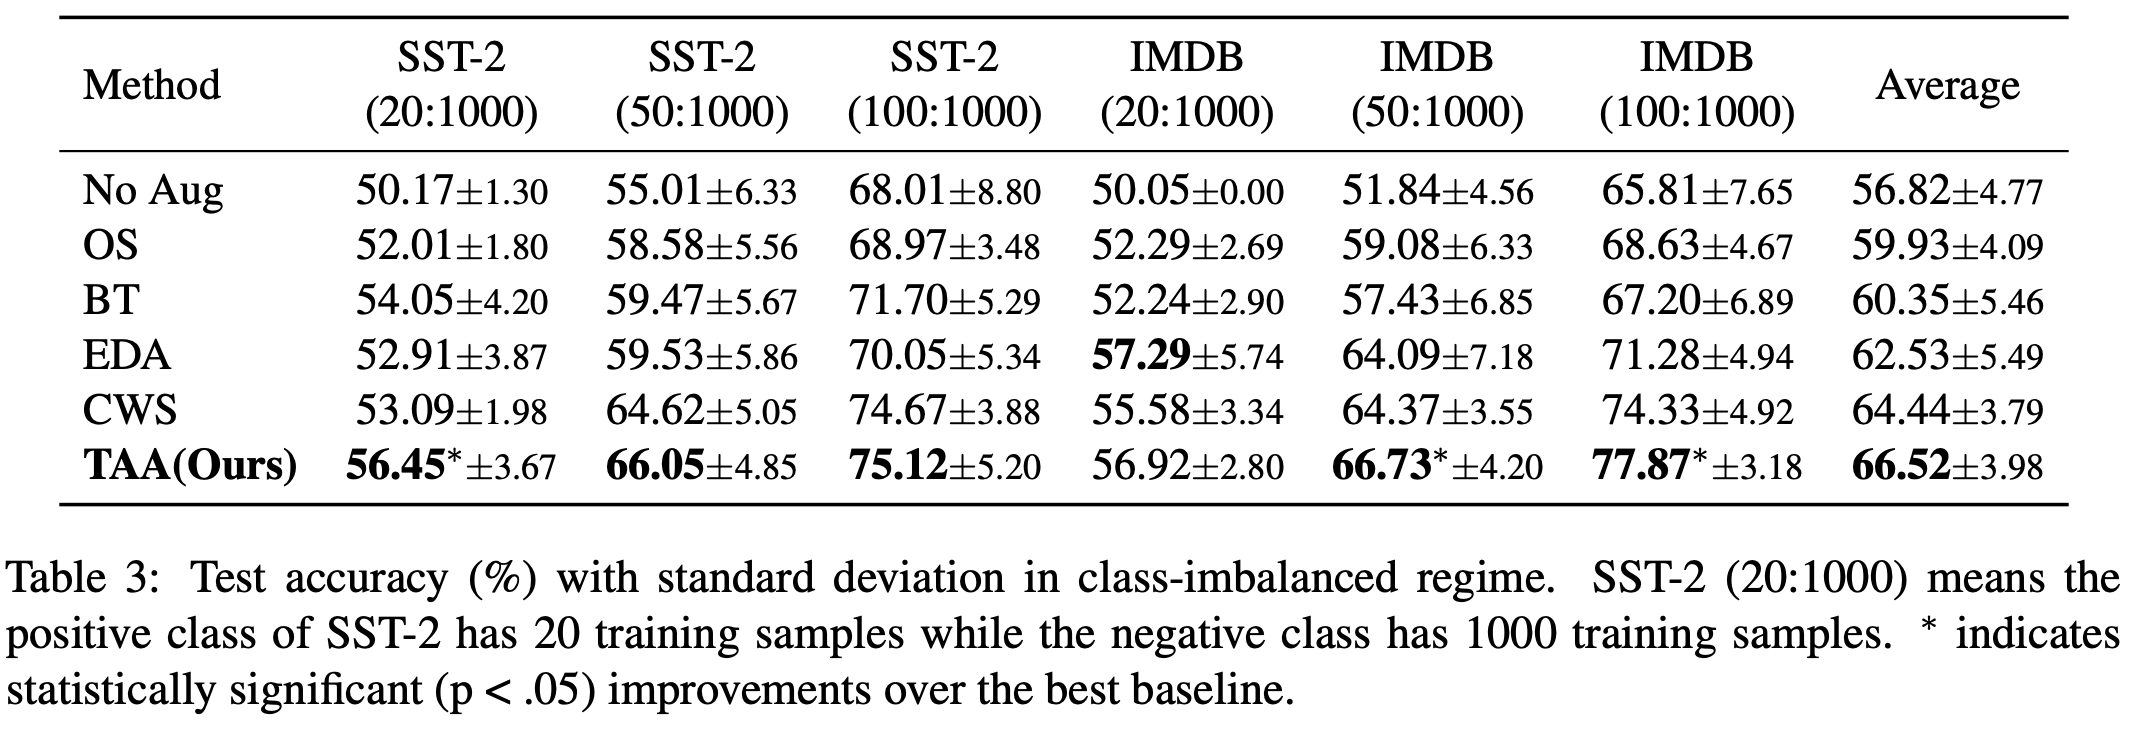 Method SST-2 (20:1000) SST-2 (50:1000) SST-2 (100:1000) IMDB (20:1000) IMDB (50:1000) IMDB (100:1000) Average
No Aug 50.17±1.30 55.01±6.33 68.01±8.80 50.05±0.00 51.84±4.56 65.81±7.65 56.82±4.77
OS 52.01±1.80 58.58±5.56 68.97±3.48 52.29±2.69 59.08±6.33 68.63±4.67 59.93±4.09
BT 54.05±4.20 59.47±5.67 71.70±5.29 52.24±2.90 57.43±6.85 67.20±6.89 60.35±5.46
EDA 52.91±3.87 59.53±5.86 70.05±5.34 57.29±5.74 64.09±7.18 71.28±4.94 62.53±5.49
CWS 53.09±1.98 64.62±5.05 74.67±3.88 55.58±3.34 64.37±3.55 74.33±4.92 64.44±3.79
TAA(Ours) 56.45*±3.67 66.05±4.85 75.12±5.20 56.92±2.80 66.73*±4.20 77.87*±3.18 66.52±3.98
Table 3: Test accuracy (%) with standard deviation in class-imbalanced regime. SST-2 (20:1000) means the
positive class of SST-2 has 20 training samples while the negative class has 1000 training samples. * indicates
statistically significant (p < .05) improvements over the best baseline.